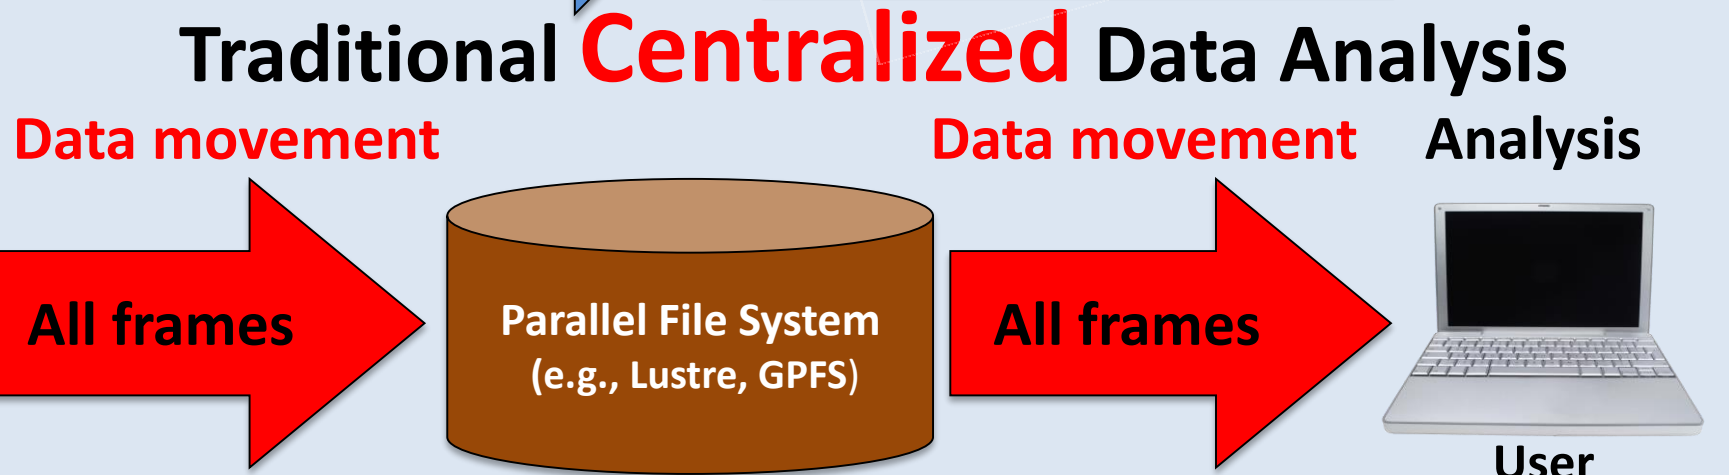 Traditional Centralized Data Analysis
Data movement
Data movement
Analysis
All frames
Parallel File System
(e.g., Lustre, GPFS)
All frames
User